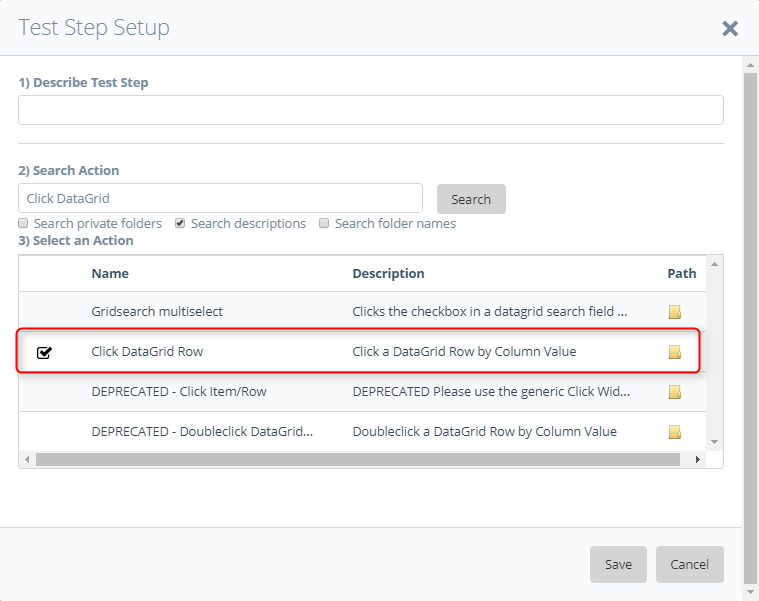 Test Step Setup
1) Describe Test Step
2) Search Action
Click DataGrid Search
Search private folders Search descriptions Search folder names
3) Select an Action
Name Description Path
Gridsearch multiselect Clicks the checkbox in a datagrid search field ...
Click DataGrid Row Click a DataGrid Row by Column Value
DEPRECATED - Click Item/Row DEPRECATED Please use the generic Click Wid...
DEPRECATED - Doubleclick DataGrid... Doubleclick a DataGrid Row by Column Value
Save Cancel